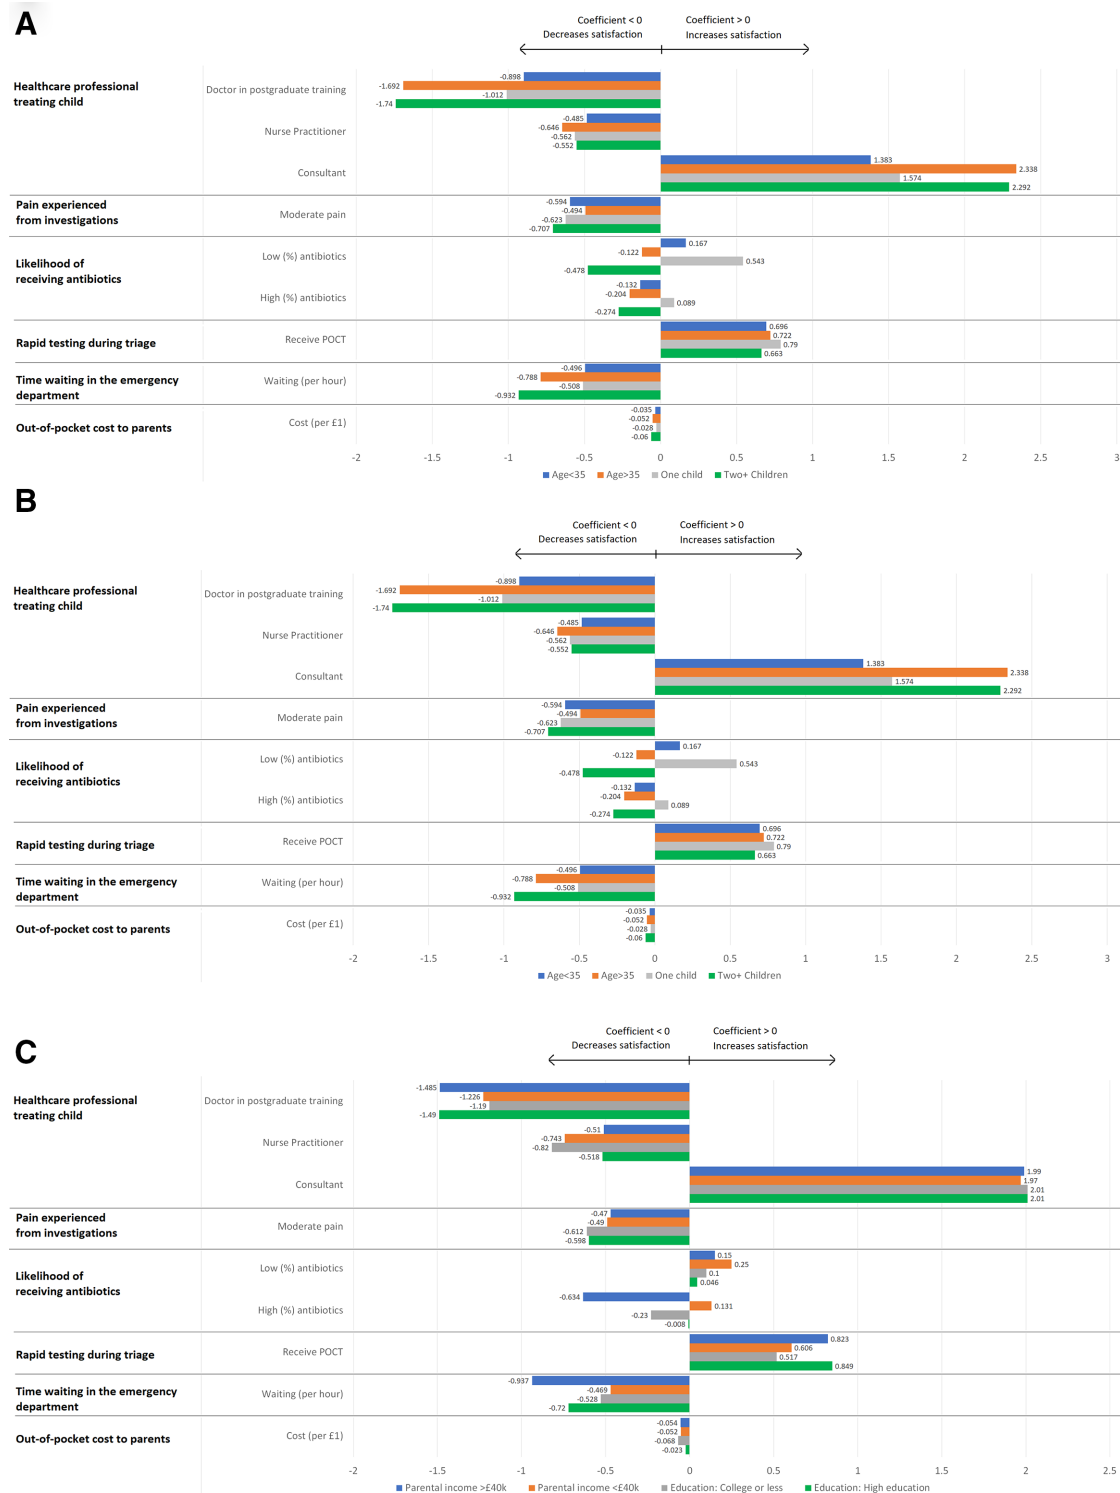 A
Coefficient < 0
Decreases satisfaction
Coefficient > 0
Increases satisfaction
Healthcare professional
treating child
Doctor in postgraduate training
-0.898
-1.692
-1.012
-1.74
Nurse Practitioner
-0.485
-0.646
-0.562
-0.552
Consultant
1.383
2.338
1.574
2.292
Pain experienced
from investigations
Moderate pain
-0.594
-0.494
-0.623
-0.707
Likelihood of
receiving antibiotics
Low (%) antibiotics
0.167
-0.122
0.543
-0.478
High (%) antibiotics
-0.132
-0.204
0.089
-0.274
Rapid testing during triage
Receive POCT
0.696
0.722
0.79
0.663
Time waiting in the emergency
department
Waiting (per hour)
-0.496
-0.788
-0.508
-0.932
Out-of-pocket cost to parents
Cost (per £1)
-0.035
-0.052
-0.028
-0.06
-2 -1.5 -1 -0.5 0 0.5 1 1.5 2 2.5 3
Age<35 Age>35 One child Two+ Children
B
Coefficient < 0
Decreases satisfaction
Coefficient > 0
Increases satisfaction
Healthcare professional
treating child
Doctor in postgraduate training
-0.898
-1.692
-1.012
-1.74
Nurse Practitioner
-0.485
-0.646
-0.562
-0.552
Consultant
1.383
2.338
1.574
2.292
Pain experienced
from investigations
Moderate pain
-0.594
-0.494
-0.623
-0.707
Likelihood of
receiving antibiotics
Low (%) antibiotics
0.167
-0.122
0.543
-0.478
High (%) antibiotics
-0.132
-0.204
0.089
-0.274
Rapid testing during triage
Receive POCT
0.696
0.722
0.79
0.663
Time waiting in the emergency
department
Waiting (per hour)
-0.496
-0.788
-0.508
-0.932
Out-of-pocket cost to parents
Cost (per £1)
-0.035
-0.052
-0.028
-0.06
-2 -1.5 -1 -0.5 0 0.5 1 1.5 2 2.5 3
Age<35 Age>35 One child Two+ Children
C
Coefficient < 0
Decreases satisfaction
Coefficient > 0
Increases satisfaction
Healthcare professional
treating child
Doctor in postgraduate training
-1.485
-1.226
-1.19
-1.49
Nurse Practitioner
-0.51
-0.743
-0.82
-0.518
Consultant
1.99
1.97
2.01
2.01
Pain experienced
from investigations
Moderate pain
-0.47
-0.49
-0.612
-0.598
Likelihood of
receiving antibiotics
Low (%) antibiotics
0.15
0.25
0.1
0.046
High (%) antibiotics
-0.634
0.131
-0.23
-0.008
Rapid testing during triage
Receive POCT
0.823
0.606
0.517
0.849
Time waiting in the emergency
department
Waiting (per hour)
-0.937
-0.469
-0.528
-0.72
Out-of-pocket cost to parents
Cost (per £1)
-0.054
-0.052
-0.068
-0.023
-2 -1.5 -1 -0.5 0 0.5 1 1.5 2 2.5
Parental income >£40k Parental income <£40k Education: College or less Education: High education